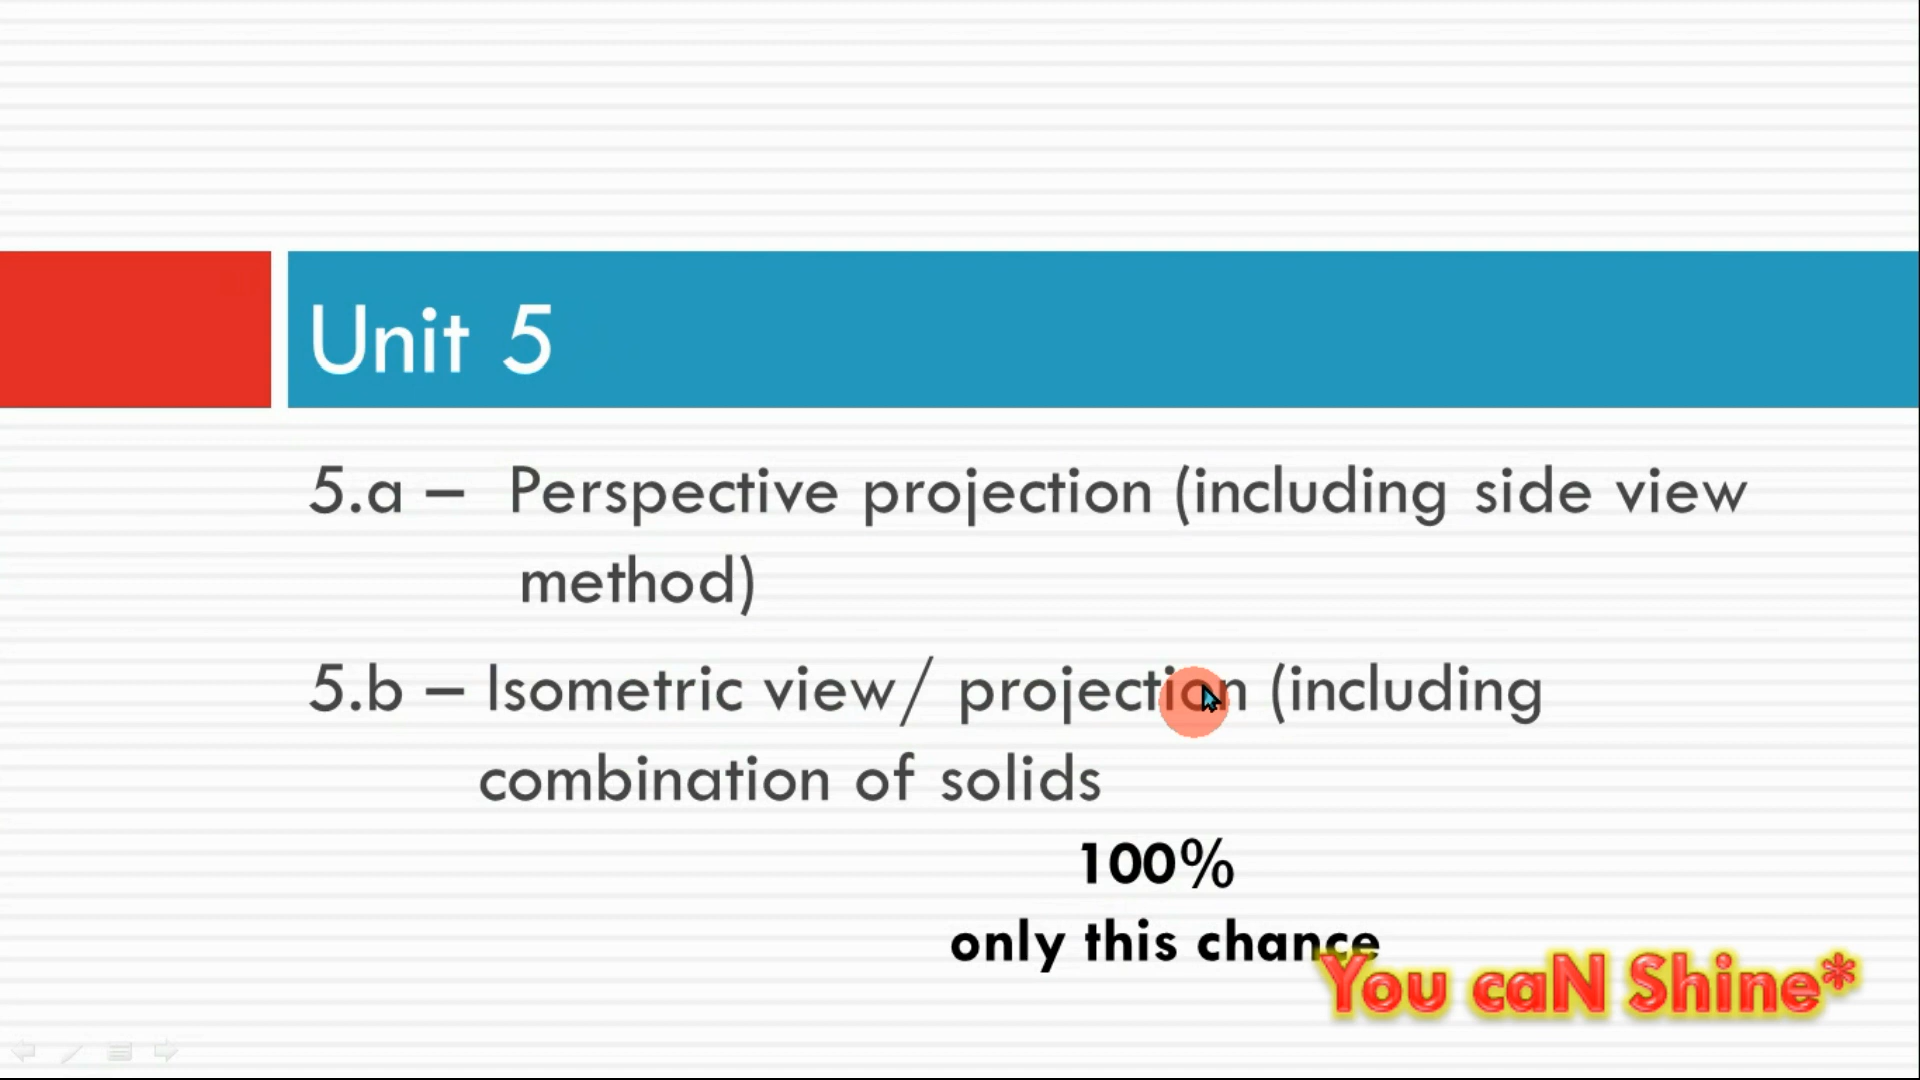 Unit 5
5.a – Perspective projection (including side view
method)
5.b – Isometric view/ projection (including
combination of solids
100%
only this chance
You caN Shine*